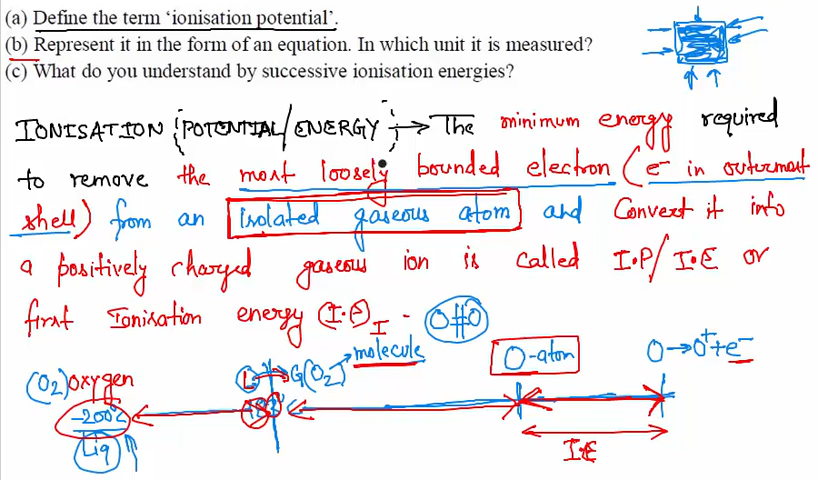 (a) Define the term ‘ionisation potential’.
(b) Represent it in the form of an equation. In which unit it is measured?
(c) What do you understand by successive ionisation energies?
IONISATION {POTENTIAL/ENERGY} → The minimum energy required
to remove the most loosely bounded electron (e⁻ in outermost
shell) from an isolated gaseous atom and Convert it into
a positively charged gaseous ion is called I.P/I.E or
first Ionisation energy (I.E)I -
molecule
O-atom O→O⁺+e⁻
(O₂)oxygen L G(O₂)
-200°C
Liq
I.E